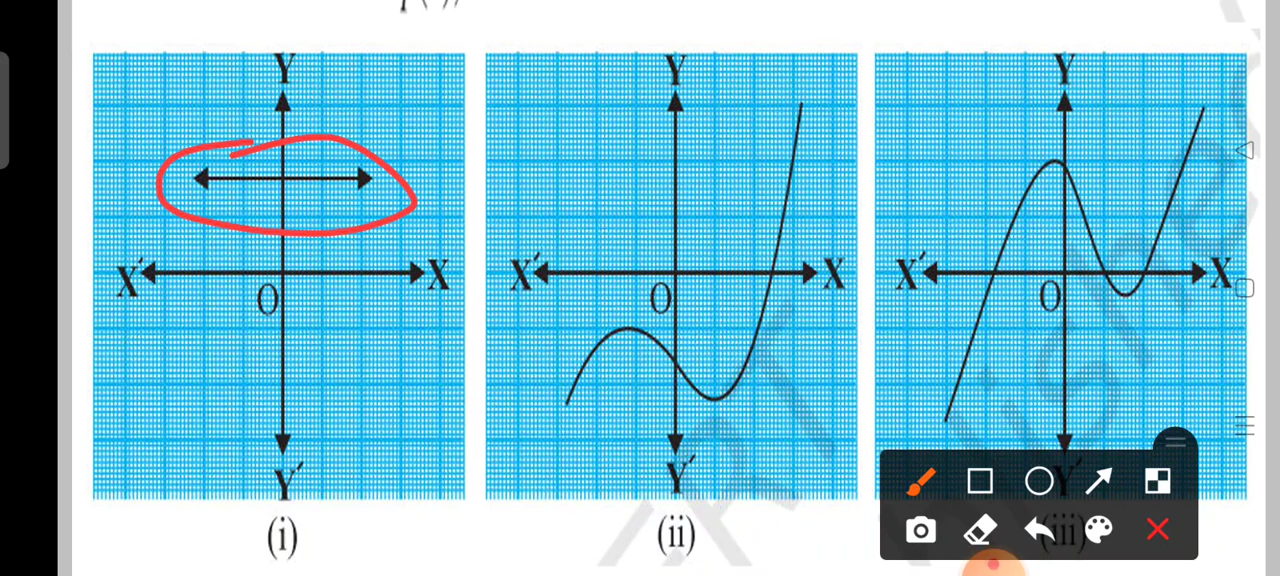 Y Y Y
X′ X X′ X X′ X
O O O
Y′ Y′ Y′
(i) (ii) (iii)